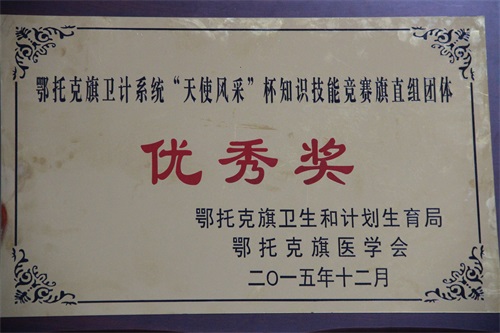 鄂托克旗卫计系统“天使风采”杯知识技能竞赛旗直组团体
优秀奖
鄂托克旗卫生和计划生育局
鄂托克旗医学会
二〇一五年十二月